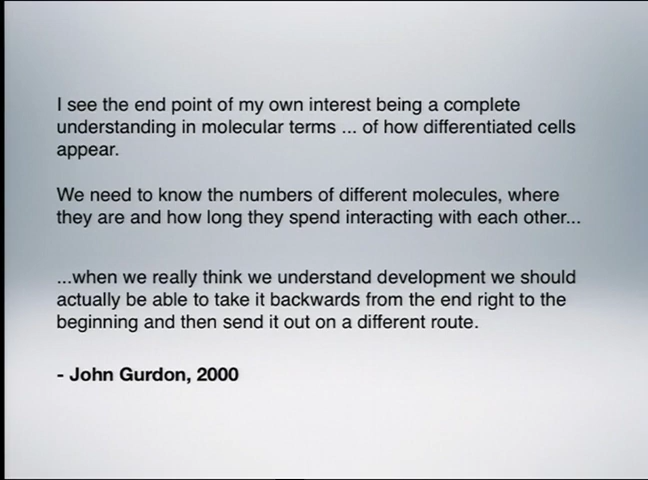 I see the end point of my own interest being a complete
understanding in molecular terms ... of how differentiated cells
appear.
We need to know the numbers of different molecules, where
they are and how long they spend interacting with each other...
...when we really think we understand development we should
actually be able to take it backwards from the end right to the
beginning and then send it out on a different route.
- John Gurdon, 2000